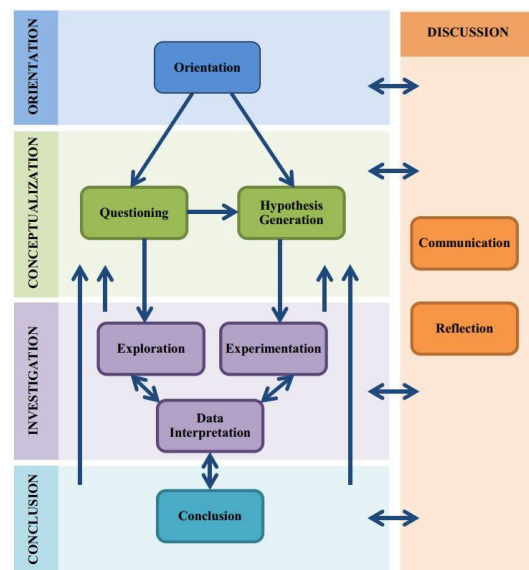 ORIENTATION
Orientation
DISCUSSION
CONCEPTUALIZATION
Questioning
Hypothesis
Generation
Communication
Reflection
INVESTIGATION
Exploration
Experimentation
Data
Interpretation
CONCLUSION
Conclusion